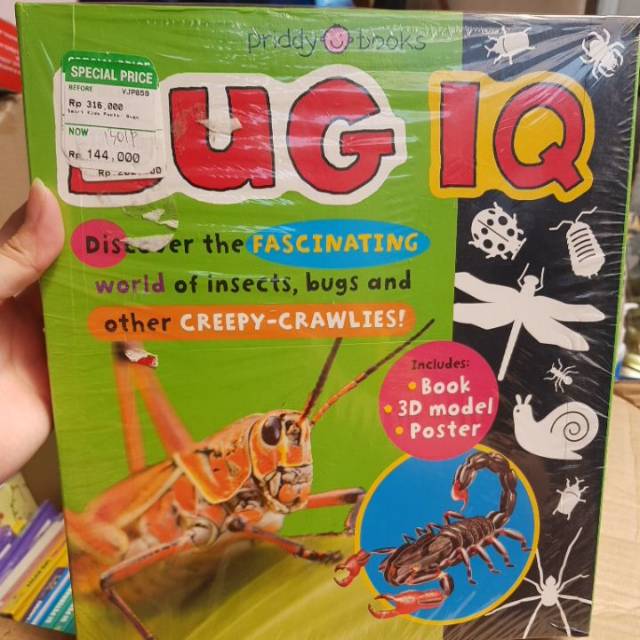 priddy books
SPECIAL PRICE
BEFORE VJP859
Rp 316,000
NOW
Rp 144,000
BUG IQ
Discover the FASCINATING
world of insects, bugs and
other CREEPY-CRAWLIES!
Includes:
• Book
• 3D model
• Poster